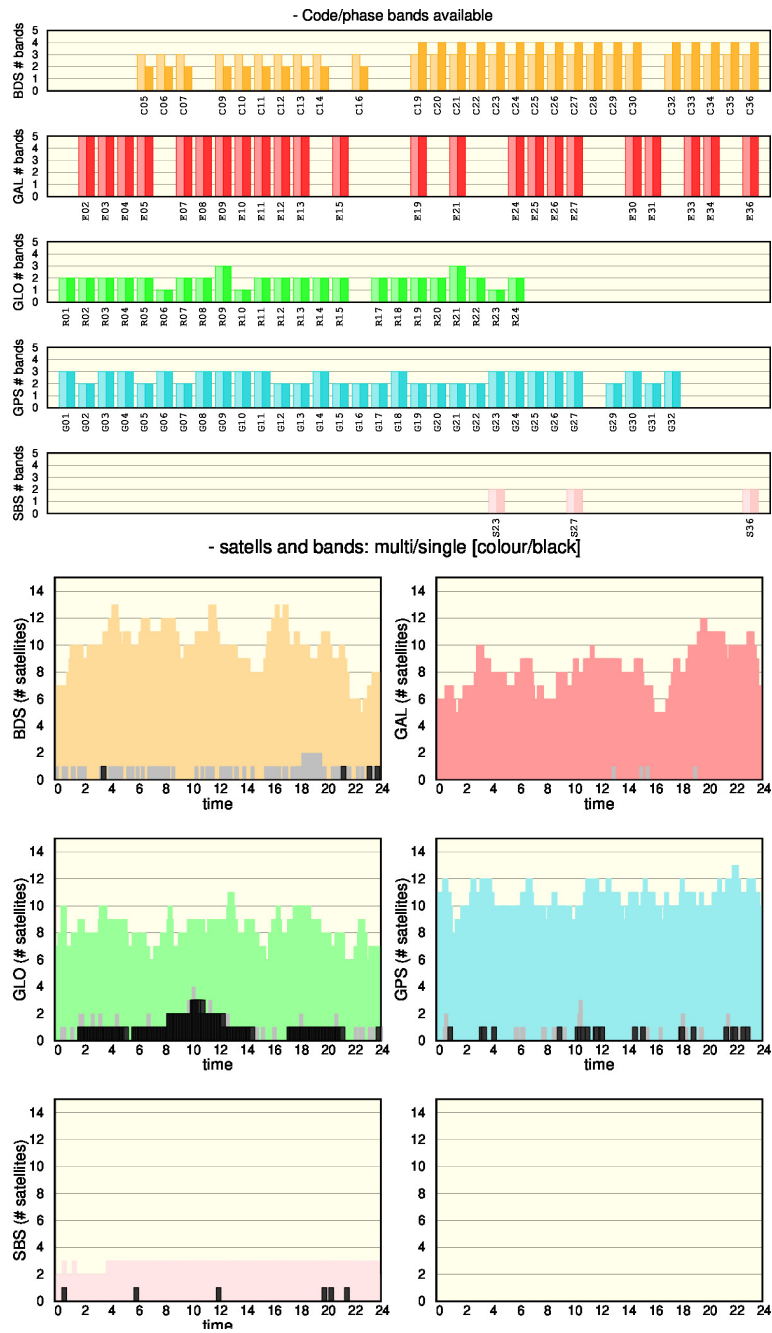 - Code/phase bands available
BDS # bands
5
4
3
2
1
0
C05 C06 C07 C09 C10 C11 C12 C13 C14 C16 C19 C20 C21 C22 C23 C24 C25 C26 C27 C28 C29 C30 C32 C33 C34 C35 C36
GAL # bands
5
4
3
2
1
0
E02 E03 E04 E05 E07 E08 E09 E10 E11 E12 E13 E15 E19 E21 E24 E25 E26 E27 E30 E31 E33 E34 E36
GLO # bands
5
4
3
2
1
0
R01 R02 R03 R04 R05 R06 R07 R08 R09 R10 R11 R12 R13 R14 R15 R17 R18 R19 R20 R21 R22 R23 R24
GPS # bands
5
4
3
2
1
0
G01 G02 G03 G04 G05 G06 G07 G08 G09 G10 G11 G12 G13 G14 G15 G16 G17 G18 G19 G20 G21 G22 G23 G24 G25 G26 G27 G29 G30 G31 G32
SBS # bands
5
4
3
2
1
0
S23 S27 S36
- satells and bands: multi/single [colour/black]
BDS (# satellites)
14
12
10
8
6
4
2
0
0 2 4 6 8 10 12 14 16 18 20 22 24
time
GAL (# satellites)
14
12
10
8
6
4
2
0
0 2 4 6 8 10 12 14 16 18 20 22 24
time
GLO (# satellites)
14
12
10
8
6
4
2
0
0 2 4 6 8 10 12 14 16 18 20 22 24
time
GPS (# satellites)
14
12
10
8
6
4
2
0
0 2 4 6 8 10 12 14 16 18 20 22 24
time
SBS (# satellites)
14
12
10
8
6
4
2
0
0 2 4 6 8 10 12 14 16 18 20 22 24
time
14
12
10
8
6
4
2
0
0 2 4 6 8 10 12 14 16 18 20 22 24